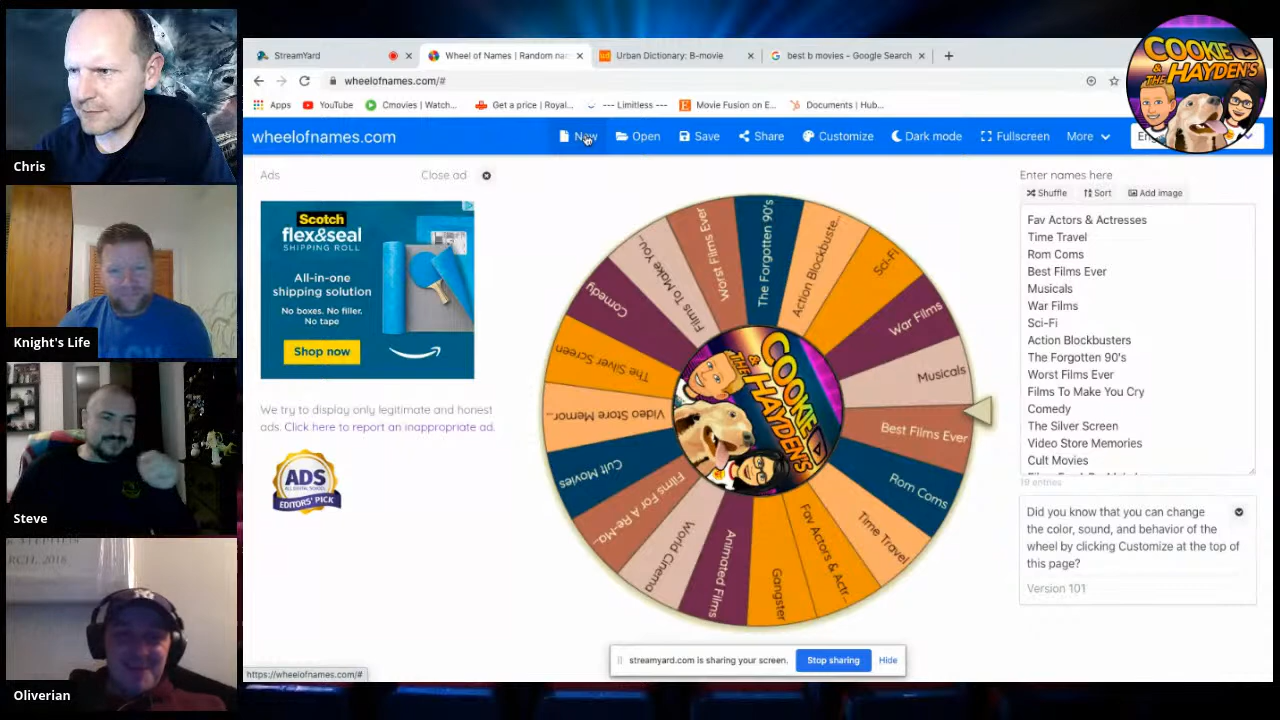 Chris
Knight's Life
Steve
Oliverian
StreamYard
Wheel of Names | Random na
Urban Dictionary: B-movie
best b movies - Google Search
wheelofnames.com/#
Apps
YouTube
Cmovies | Watch...
Get a price | Royal...
--- Limitless ---
Movie Fusion on E...
Documents | Hub...
COOKIE
& THE HAYDEN'S
wheelofnames.com
New
Open
Save
Share
Customize
Dark mode
Fullscreen
More
Ads
Close ad
Scotch
flex&seal
SHIPPING ROLL
All-in-one
shipping solution
No boxes. No filler.
No tape
Shop now
We try to display only legitimate and honest
ads. Click here to report an inappropriate ad.
ADS
ALL DIGITAL SCHOOL
EDITORS' PICK
The Forgotten 90's
Action Blockbuste...
Sci-Fi
War Films
Musicals
Best Films Ever
Rom Coms
Time Travel
Fav Actors & Actr...
Gangster
Animated Films
World Cinema
Films For A Re-Ma...
Cult Movies
Video Store Memor...
The Silver Screen
Comedy
Films To Make You...
Worst Films Ever
COOKIE
& THE HAYDEN'S
Enter names here
Shuffle
Sort
Add image
Fav Actors & Actresses
Time Travel
Rom Coms
Best Films Ever
Musicals
War Films
Sci-Fi
Action Blockbusters
The Forgotten 90's
Worst Films Ever
Films To Make You Cry
Comedy
The Silver Screen
Video Store Memories
Cult Movies
19 entries
Did you know that you can change
the color, sound, and behavior of the
wheel by clicking Customize at the top of
this page?
Version 101
streamyard.com is sharing your screen.
Stop sharing
Hide
https://wheelofnames.com/#